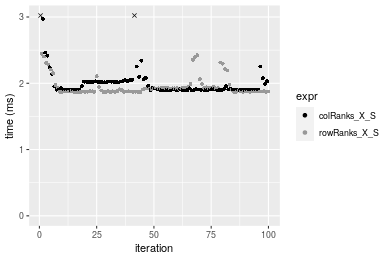 3
2
1
0
time (ms)
0
25
50
75
100
iteration
expr
colRanks_X_S
rowRanks_X_S